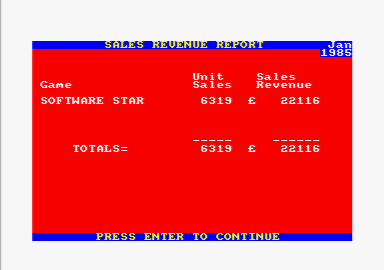 SALES REVENUE REPORT Jan
1985
Unit Sales
Game Sales Revenue
SOFTWARE STAR 6319 £ 22116
----- ------
TOTALS= 6319 £ 22116
PRESS ENTER TO CONTINUE